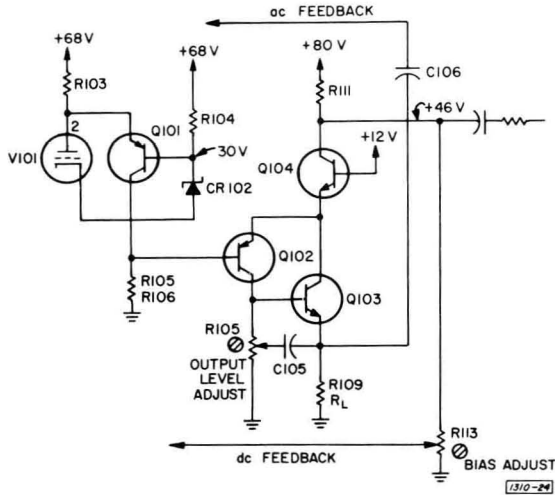 ac FEEDBACK
+68V
+68V
+80V
R103
R104
R111
C106
+46V
2
Q101
V101
30V
+12V
Q104
CR102
Q102
R105
R106
Q103
R105
OUTPUT
LEVEL
ADJUST
C105
R109
RL
R113
BIAS ADJUST
dc FEEDBACK
1310-24